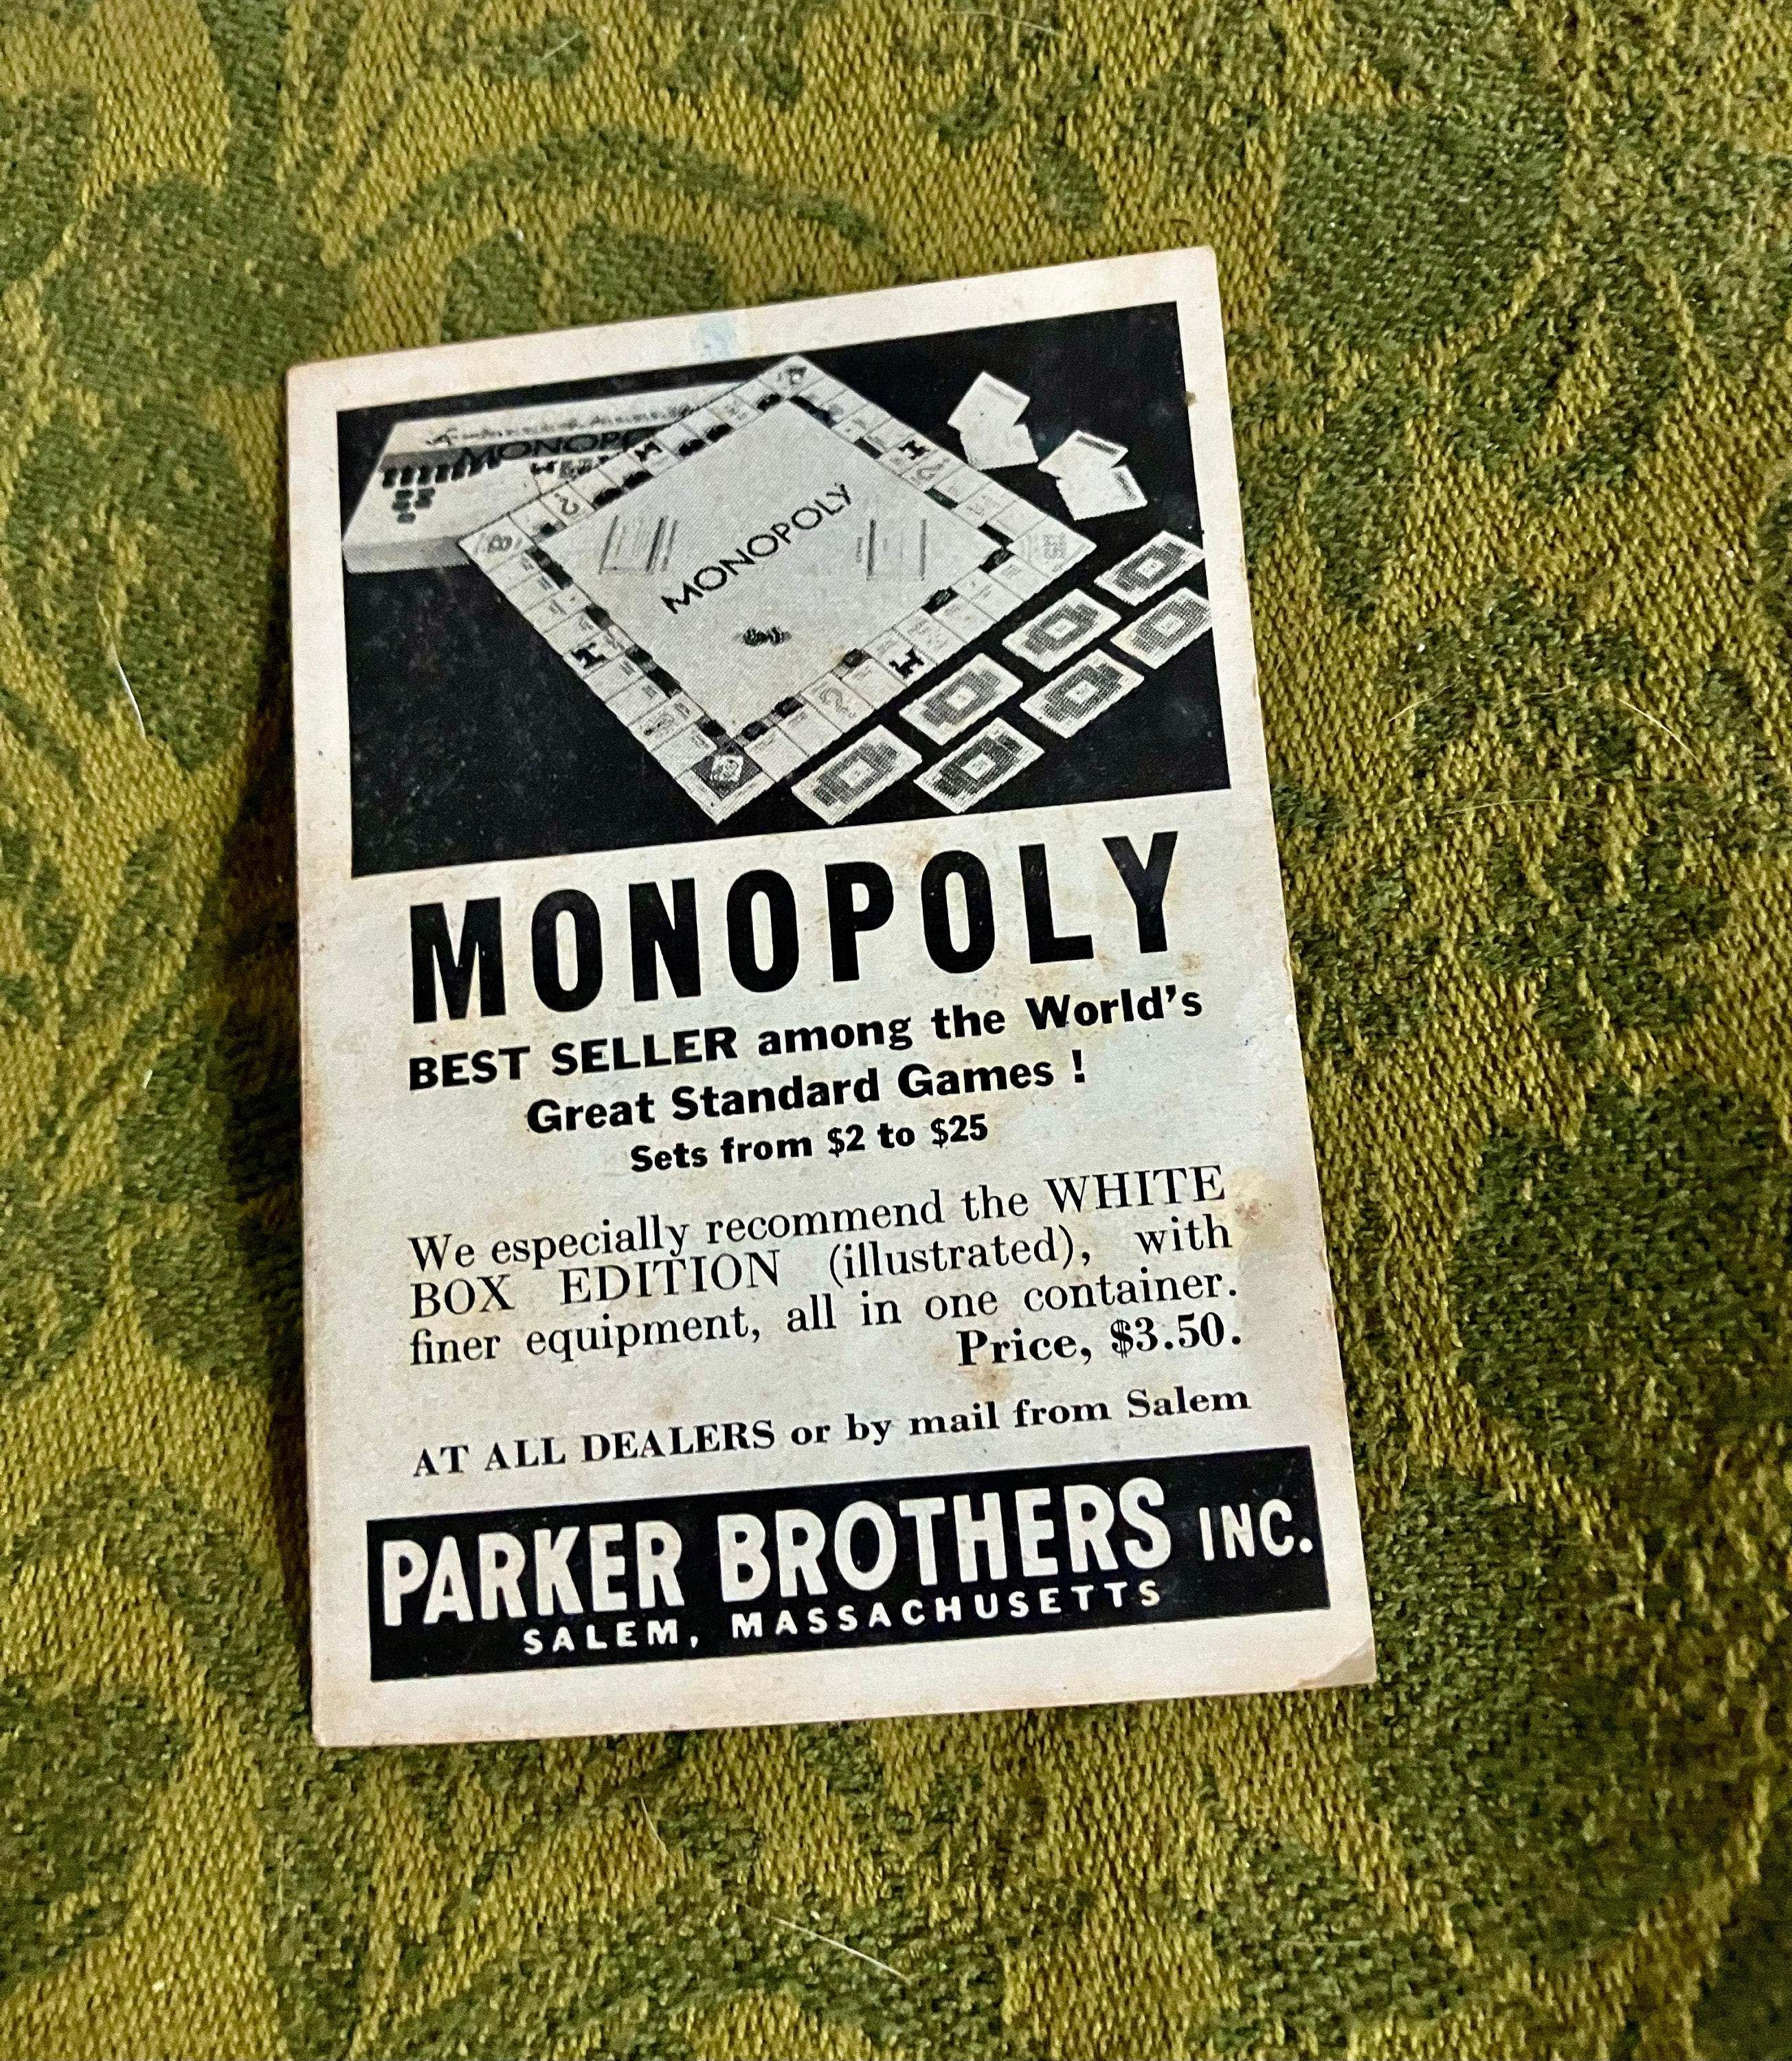 MONOPOLY
MONOPOLY
BEST SELLER among the World's
Great Standard Games !
Sets from $2 to $25
We especially recommend the WHITE
BOX EDITION (illustrated), with
finer equipment, all in one container.
Price, $3.50.
AT ALL DEALERS or by mail from Salem
PARKER BROTHERS INC.
SALEM, MASSACHUSETTS